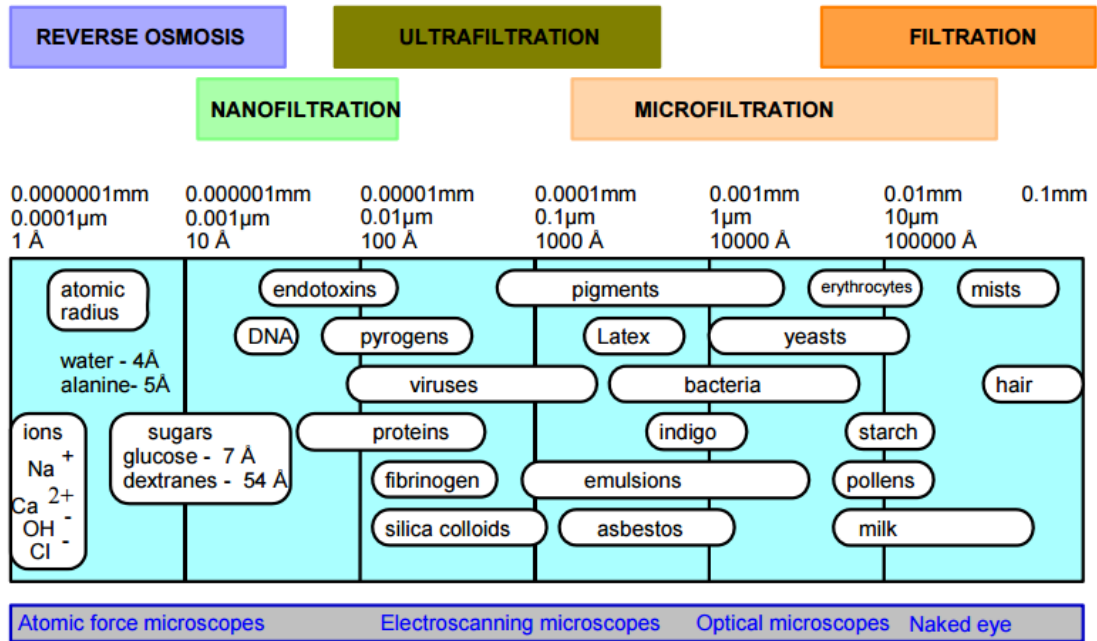 REVERSE OSMOSIS
ULTRAFILTRATION
FILTRATION
NANOFILTRATION
MICROFILTRATION
0.0000001mm 0.000001mm 0.00001mm 0.0001mm 0.001mm 0.01mm 0.1mm
0.0001µm 0.001µm 0.01µm 0.1µm 1µm 10µm
1 Å 10 Å 100 Å 1000 Å 10000 Å 100000 Å
atomic
radius
endotoxins
pigments
erythrocytes
mists
DNA
pyrogens
Latex
yeasts
water - 4Å
alanine- 5Å
viruses
bacteria
hair
ions
Na +
Ca 2+
OH -
Cl -
sugars
glucose - 7 Å
dextranes - 54 Å
proteins
indigo
starch
fibrinogen
emulsions
pollens
silica colloids
asbestos
milk
Atomic force microscopes Electroscanning microscopes Optical microscopes Naked eye